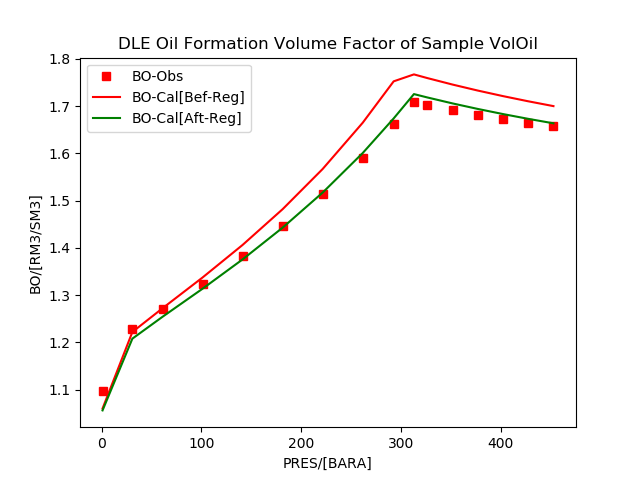 DLE Oil Formation Volume Factor of Sample VolOil
BO-Obs
BO-Cal[Bef-Reg]
BO-Cal[Aft-Reg]
BO/[RM3/SM3]
1.8
1.7
1.6
1.5
1.4
1.3
1.2
1.1
0 100 200 300 400
PRES/[BARA]